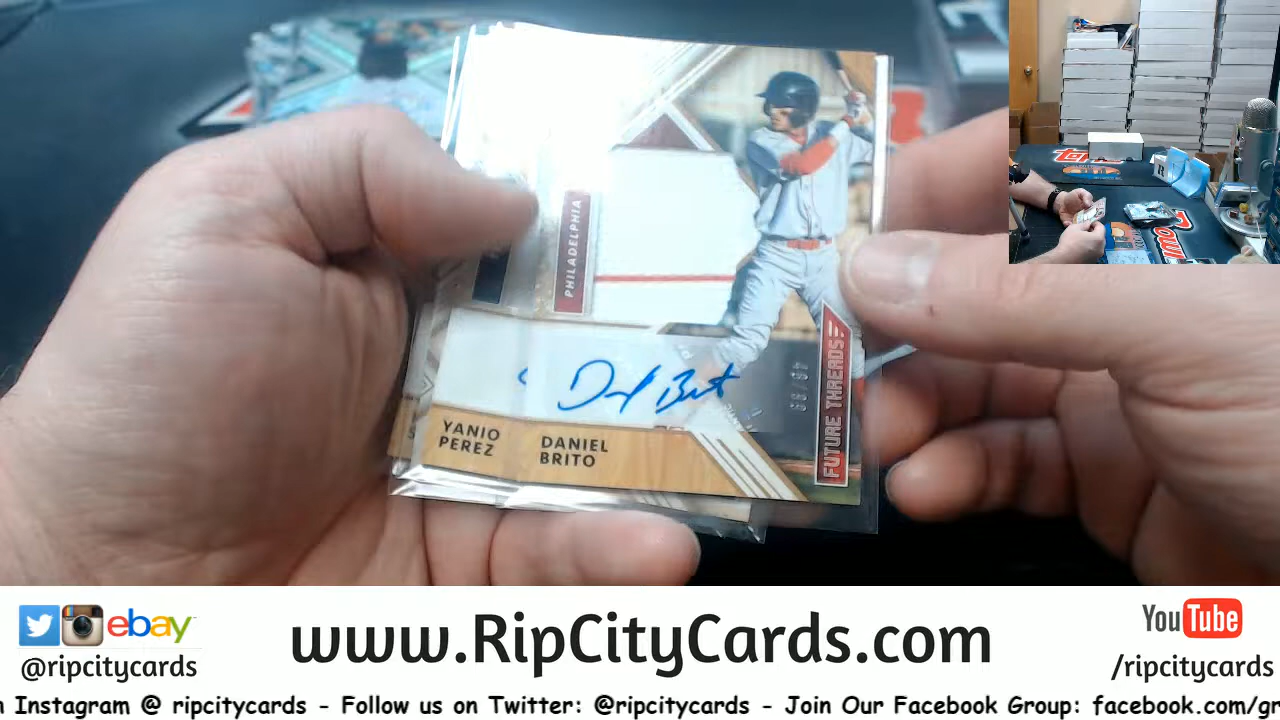 PHILADELPHIA
FUTURE THREADS
YANIO
PEREZ
DANIEL
BRITO
ebay
www.RipCityCards.com
YouTube
@ripcitycards
/ripcitycards
Instagram @ ripcitycards - Follow us on Twitter: @ripcitycards - Join Our Facebook Group: facebook.com/gr